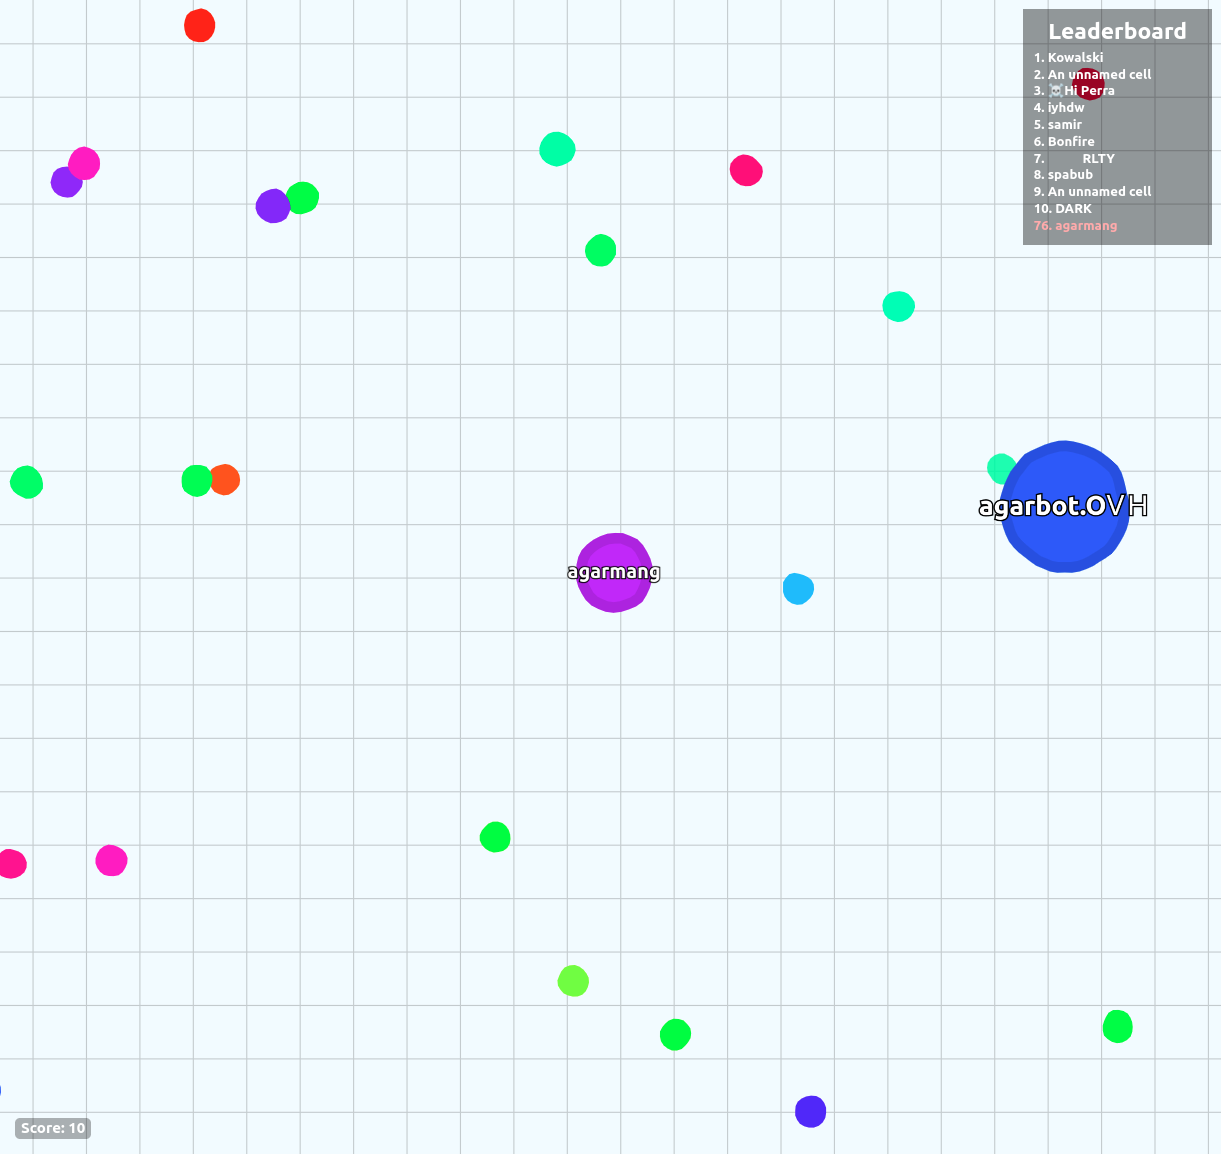 Leaderboard
1. Kowalski
2. An unnamed cell
3. ☠️Hi Perra
4. iyhdw
5. samir
6. Bonfire
7. RLTY
8. spabub
9. An unnamed cell
10. DARK
76. agarmang
agarbot.OVH
agarmang
Score: 10